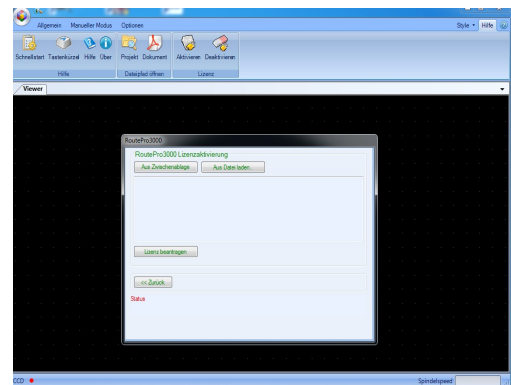 Allgemein Manueller Modus Optionen Style Hilfe
Schnellstart Tastenkürzel Hilfe Über Projekt Dokument Aktivieren Deaktivieren
Hilfe Dateipfad öffnen Lizenz
Viewer
RoutePro3000
RoutePro3000 Lizenzaktivierung
Aus Zwischenablage Aus Datei laden...
Lizenz beantragen
<< Zurück
Status
CCD Spindelspeed